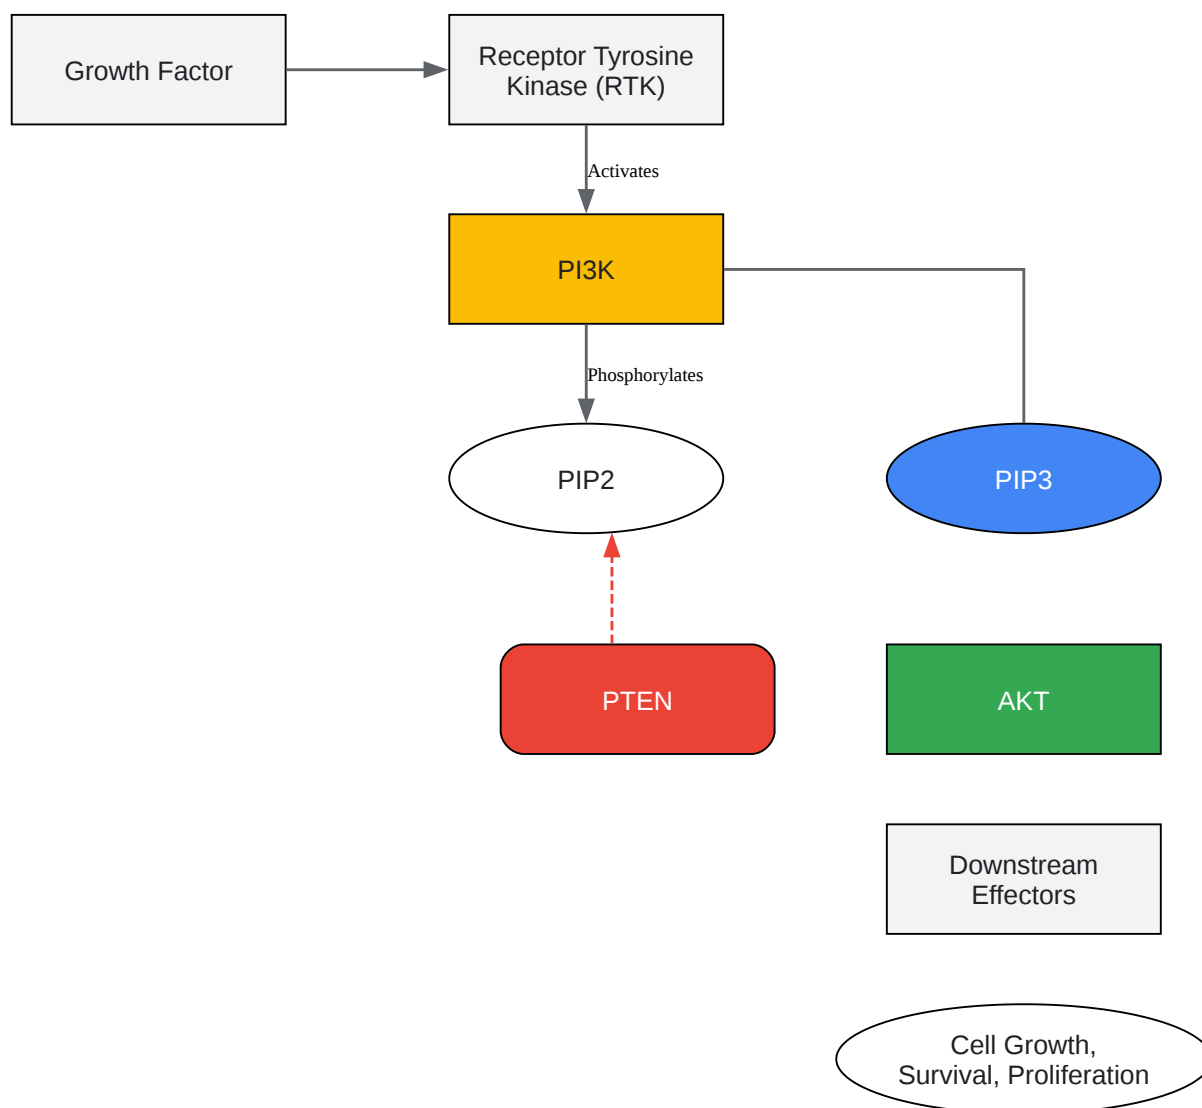 Growth Factor
Receptor Tyrosine
Kinase (RTK)
Activates
PI3K
Phosphorylates
PIP2
PIP3
PTEN
AKT
Downstream
Effectors
Cell Growth,
Survival, Proliferation